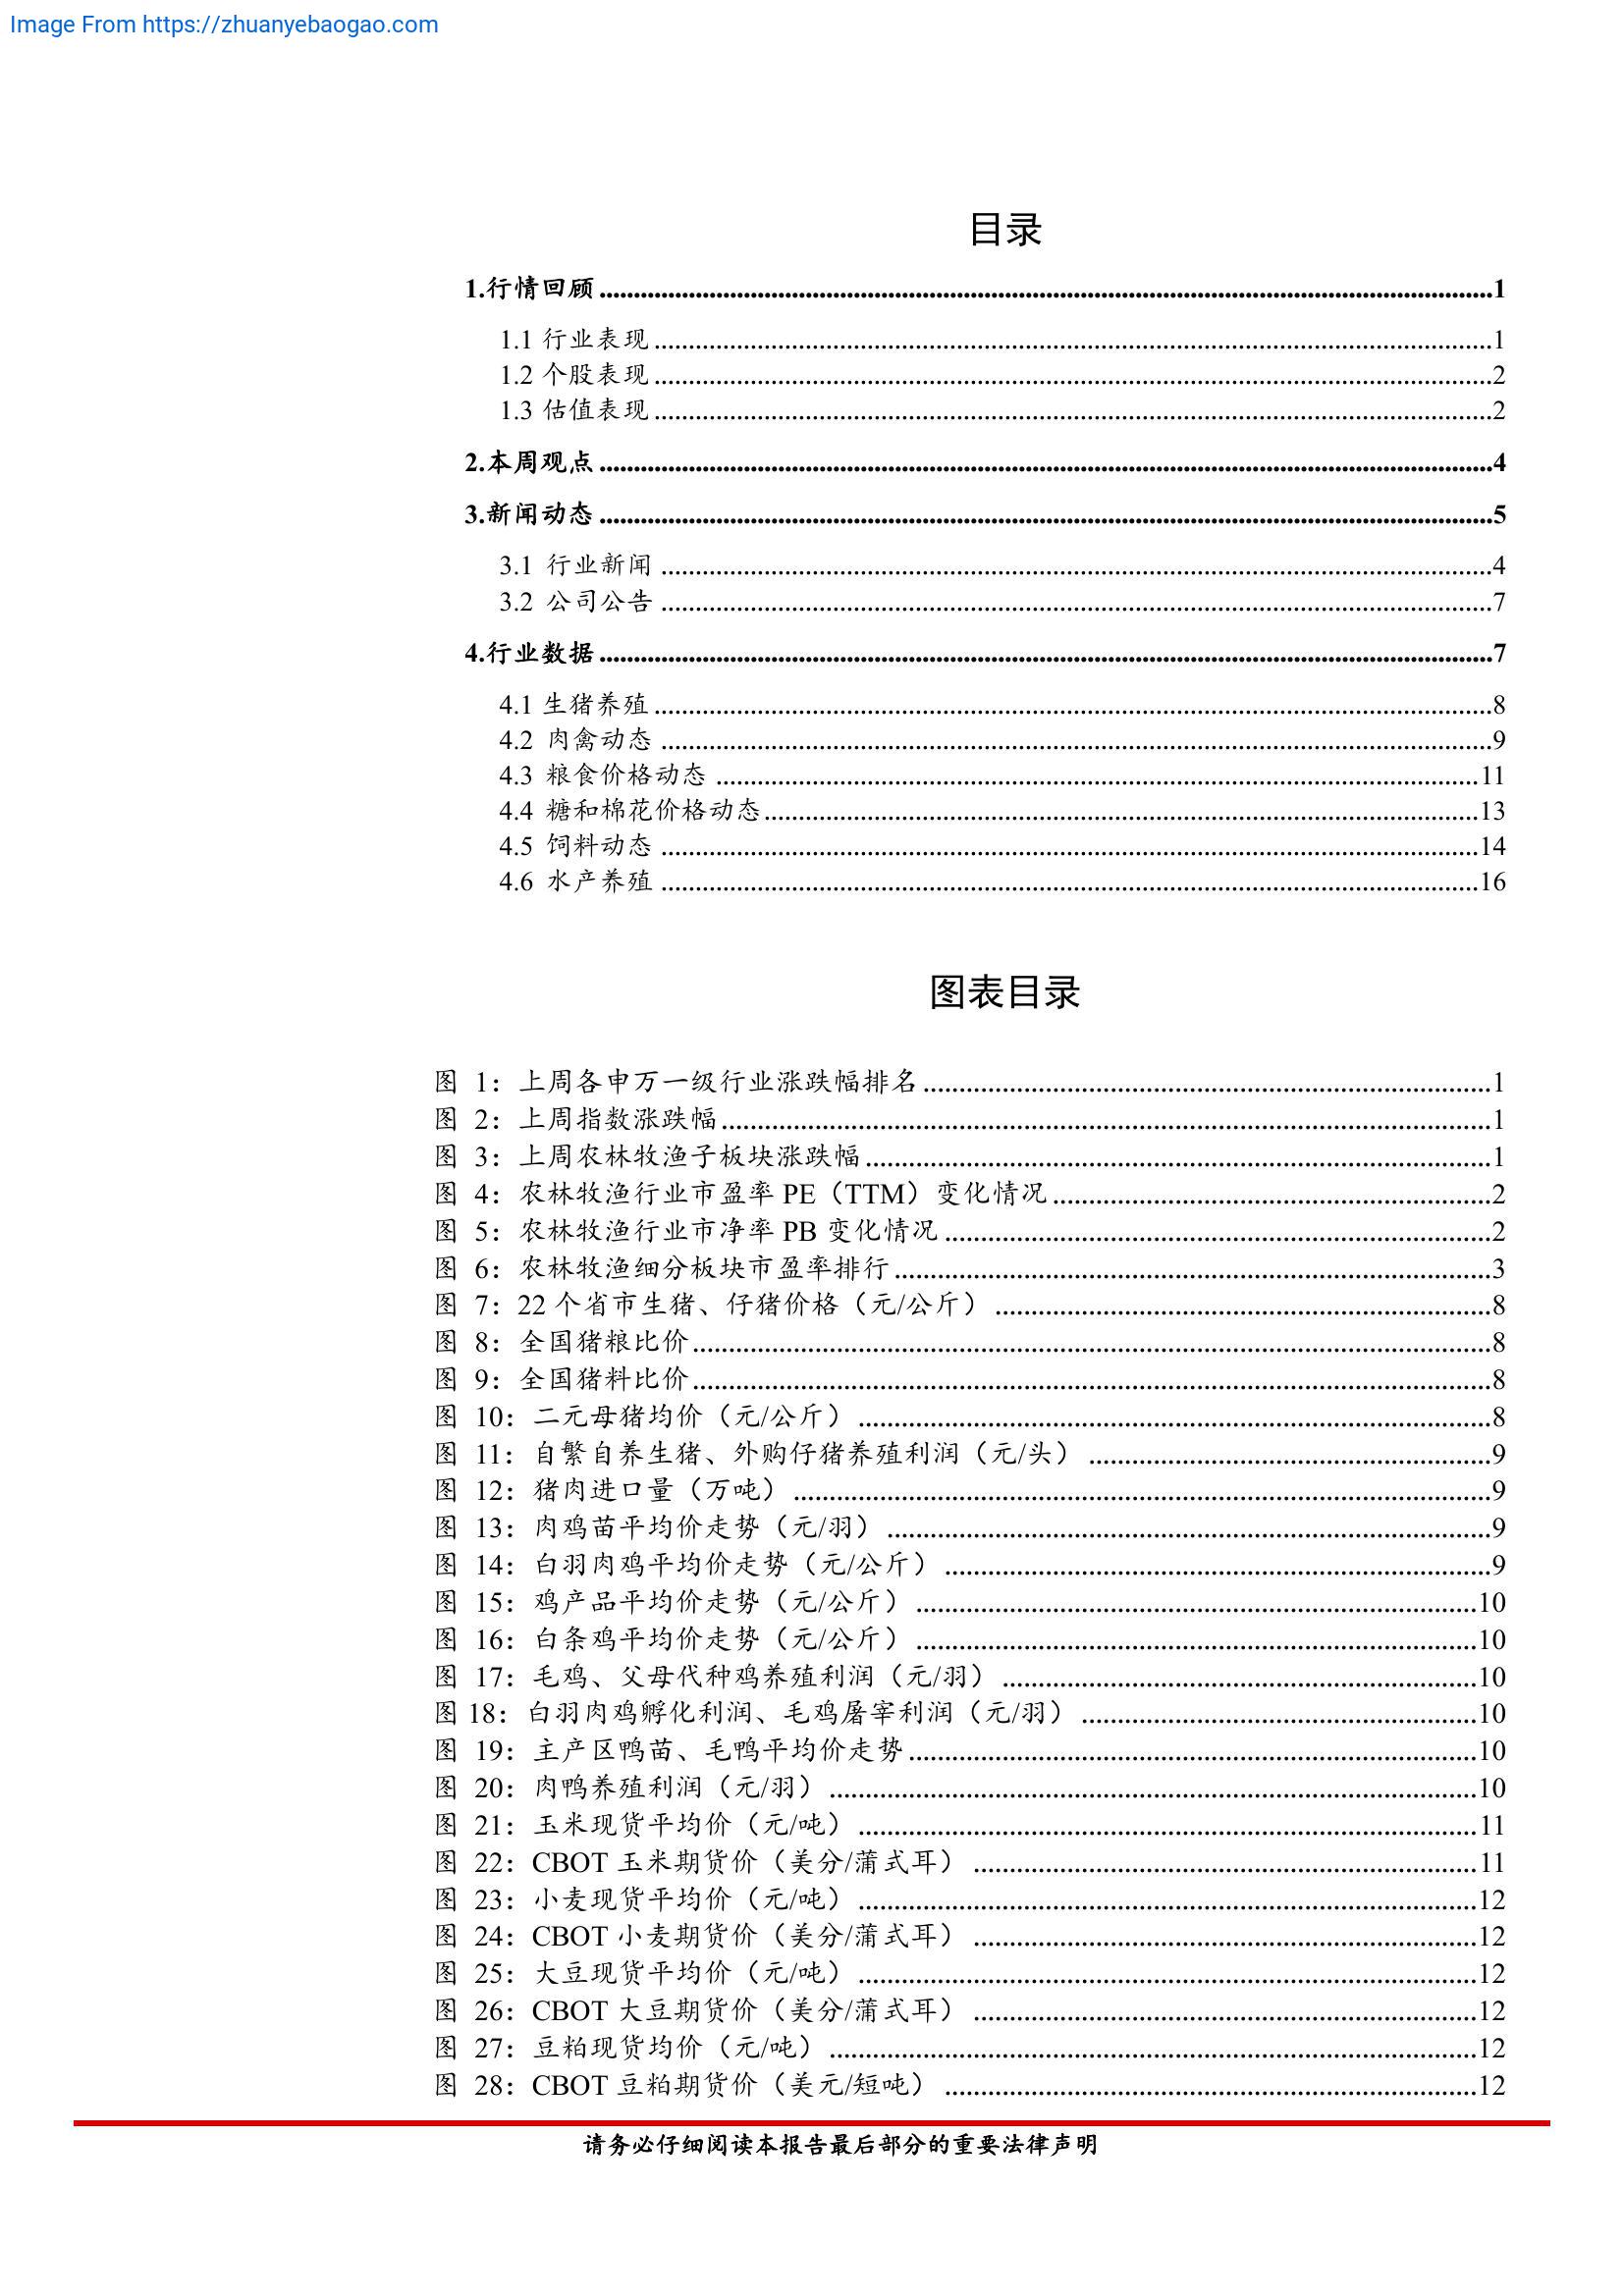 Image From https://zhuanyebaogao.com
目录
1.行情回顾 1
1.1 行业表现 1
1.2 个股表现 2
1.3 估值表现 2
2.本周观点 4
3.新闻动态 5
3.1 行业新闻 4
3.2 公司公告 7
4.行业数据 7
4.1 生猪养殖 8
4.2 肉禽动态 9
4.3 粮食价格动态 11
4.4 糖和棉花价格动态 13
4.5 饲料动态 14
4.6 水产养殖 16
图表目录
图 1：上周各申万一级行业涨跌幅排名 1
图 2：上周指数涨跌幅 1
图 3：上周农林牧渔子板块涨跌幅 1
图 4：农林牧渔行业市盈率 PE（TTM）变化情况 2
图 5：农林牧渔行业市净率 PB 变化情况 2
图 6：农林牧渔细分板块市盈率排行 3
图 7：22 个省市生猪、仔猪价格（元/公斤） 8
图 8：全国猪粮比价 8
图 9：全国猪料比价 8
图 10：二元母猪均价（元/公斤） 8
图 11：自繁自养生猪、外购仔猪养殖利润（元/头） 9
图 12：猪肉进口量（万吨） 9
图 13：肉鸡苗平均价走势（元/羽） 9
图 14：白羽肉鸡平均价走势（元/公斤） 9
图 15：鸡产品平均价走势（元/公斤） 10
图 16：白条鸡平均价走势（元/公斤） 10
图 17：毛鸡、父母代种鸡养殖利润（元/羽） 10
图 18：白羽肉鸡孵化利润、毛鸡屠宰利润（元/羽） 10
图 19：主产区鸭苗、毛鸭平均价走势 10
图 20：肉鸭养殖利润（元/羽） 10
图 21：玉米现货平均价（元/吨） 11
图 22：CBOT 玉米期货价（美分/蒲式耳） 11
图 23：小麦现货平均价（元/吨） 12
图 24：CBOT 小麦期货价（美分/蒲式耳） 12
图 25：大豆现货平均价（元/吨） 12
图 26：CBOT 大豆期货价（美分/蒲式耳） 12
图 27：豆粕现货均价（元/吨） 12
图 28：CBOT 豆粕期货价（美元/短吨） 12
请务必仔细阅读本报告最后部分的重要法律声明